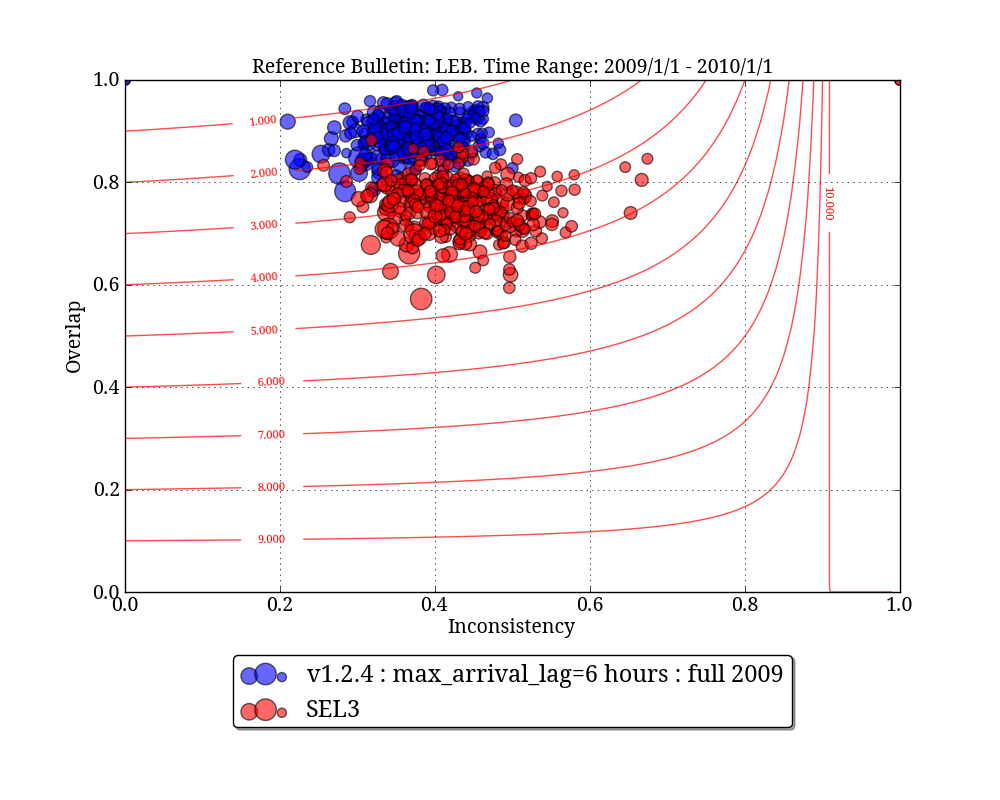 Reference Bulletin: LEB. Time Range: 2009/1/1 - 2010/1/1
1.0
0.8
0.6
0.4
0.2
0.0
Overlap
1.000
2.000
3.000
4.000
5.000
6.000
7.000
8.000
9.000
10.000
0.0 0.2 0.4 0.6 0.8 1.0
Inconsistency
v1.2.4 : max_arrival_lag=6 hours : full 2009
SEL3